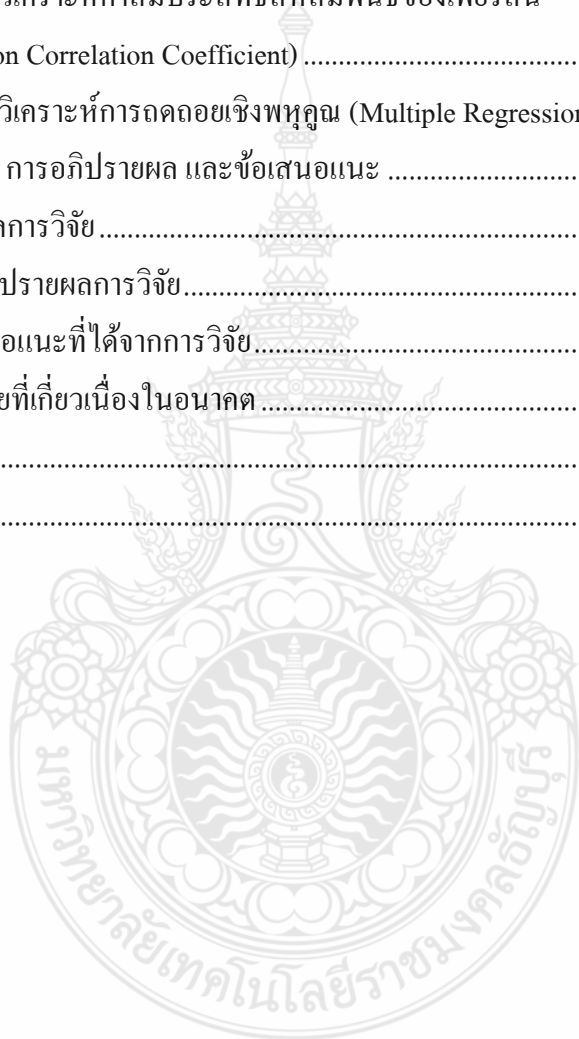 on Correlation Coefficient) ...............................................
วิเคราะห์การถดถอยเชิงพหุคูณ (Multiple Regression
การอภิปรายผล และข้อเสนอแนะ ...............................
ลการวิจัย .................................................................................
ปรายผลการวิจัย..................................................................
อแนะที่ได้จากการวิจัย.......................................................
ยที่เกี่ยวเนื่องในอนาคต .....................................................
มหาวิทยาลัยเทคโนโลยีราชมงคลธัญบุรี